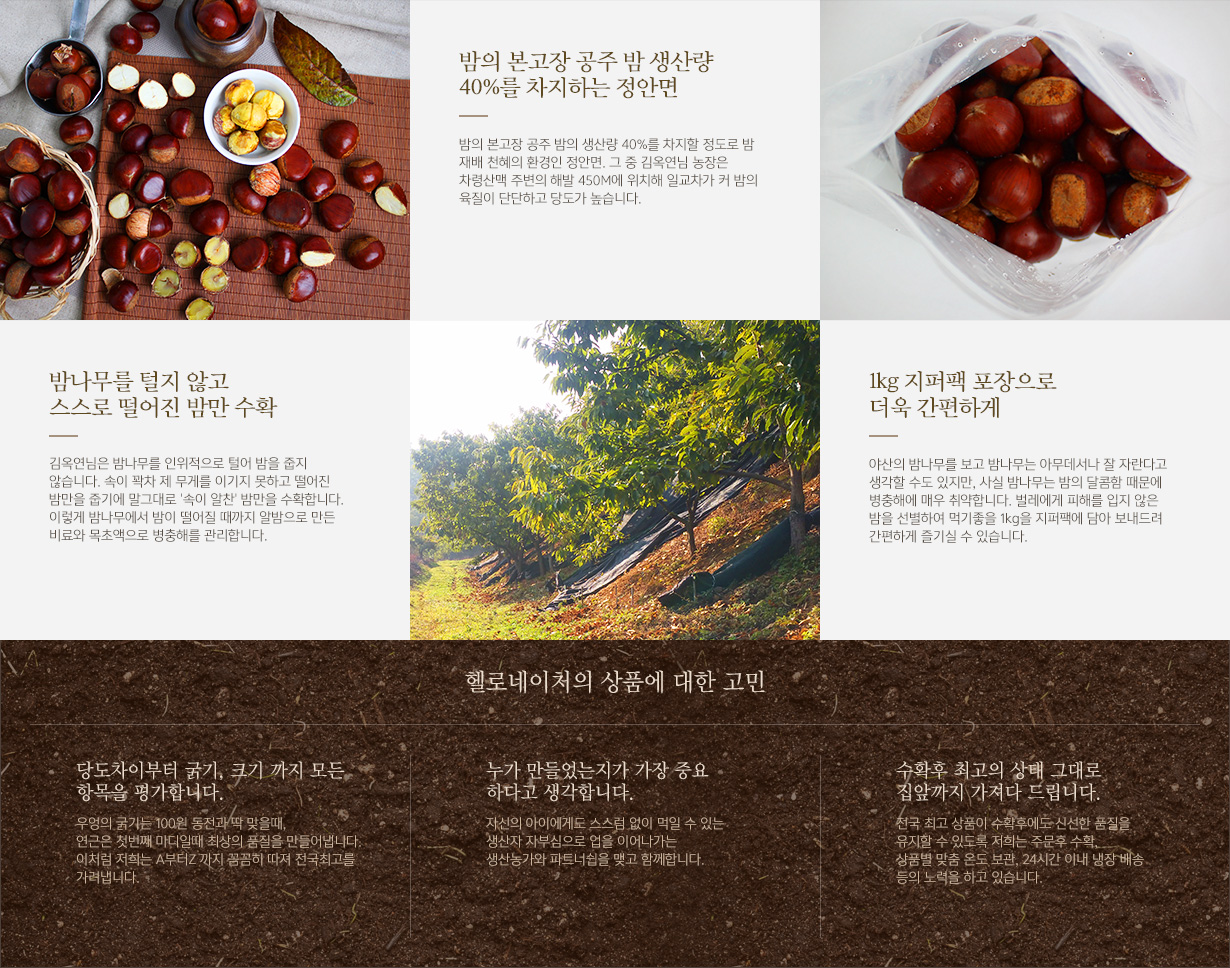 밤의 본고장 공주 밤 생산량
40%를 차지하는 정안면
밤의 본고장 공주 밤의 생산량 40%를 차지할 정도로 밤
재배 천혜의 환경인 정안면. 그 중 김옥연님 농장은
차령산맥 주변의 해발 450M에 위치해 일교차가 커 밤의
육질이 단단하고 당도가 높습니다.
밤나무를 털지 않고
스스로 떨어진 밤만 수확
김옥연님은 밤나무를 인위적으로 털어 밤을 줍지
않습니다. 속이 꽉차 제 무게를 이기지 못하고 떨어진
밤만을 줍기에 말그대로 '속이 알찬' 밤만을 수확합니다.
이렇게 밤나무에서 밤이 떨어질 때까지 알밤으로 만든
비료와 목초액으로 병충해를 관리합니다.
1kg 지퍼팩 포장으로
더욱 간편하게
야산의 밤나무를 보고 밤나무는 아무데서나 잘 자란다고
생각할 수도 있지만, 사실 밤나무는 밤의 달콤함 때문에
병충해에 매우 취약합니다. 벌레에게 피해를 입지 않은
밤을 선별하여 먹기좋을 1kg을 지퍼팩에 담아 보내드려
간편하게 즐기실 수 있습니다.
헬로네이처의 상품에 대한 고민
당도차이부터 굵기, 크기 까지 모든
항목을 평가합니다.
우엉의 굵기는 100원 동전과 딱 맞을때,
연근은 첫번째 마디일때 최상의 품질을 만들어냅니다.
이처럼 저희는 A부터Z 까지 꼼꼼히 따져 전국최고를
가려냅니다.
누가 만들었는지가 가장 중요
하다고 생각합니다.
자신의 아이에게도 스스럼 없이 먹일 수 있는
생산자 자부심으로 업을 이어나가는
생산농가와 파트너쉽을 맺고 함께합니다.
수확후 최고의 상태 그대로
집앞까지 가져다 드립니다.
전국 최고 상품이 수확후에도 신선한 품질을
유지할 수 있도록 저희는 주문후 수확,
상품별 맞춤 온도 보관, 24시간 이내 냉장 배송
등의 노력을 하고 있습니다.